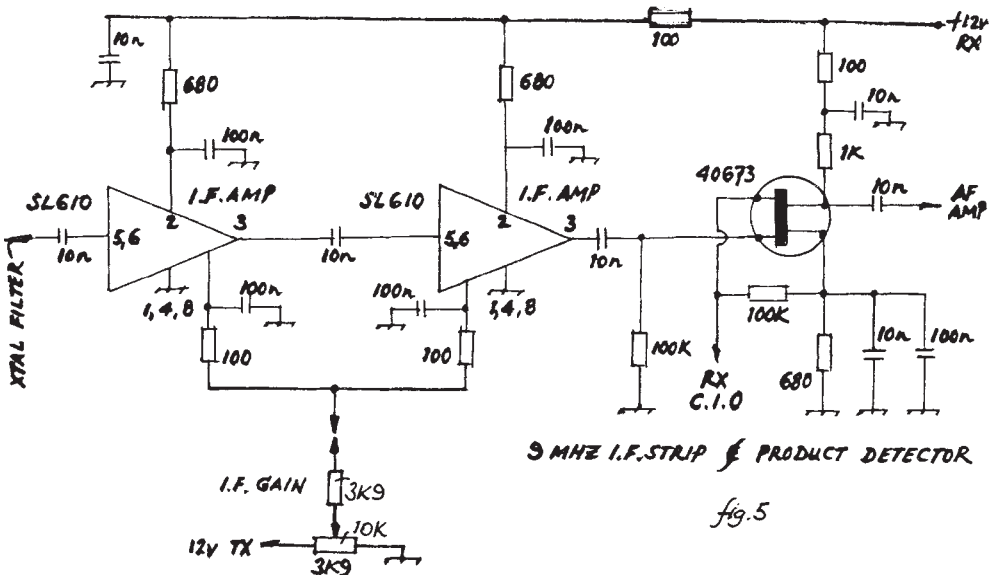 10n
680
100n
680
100n
100
+12V
RX
100
10n
1K
40673
10n
AF
AMP
SL610
I.F. AMP
2
3
5,6
10n
1,4,8
100n
100
SL610
I.F. AMP
2
3
5,6
10n
1,4,8
100n
100
10n
100K
100K
RX
C.I.O
680
10n
100n
XTAL FILTER
I.F. GAIN
3K9
10K
12V TX
3K9
9 MHZ I.F. STRIP & PRODUCT DETECTOR
fig.5